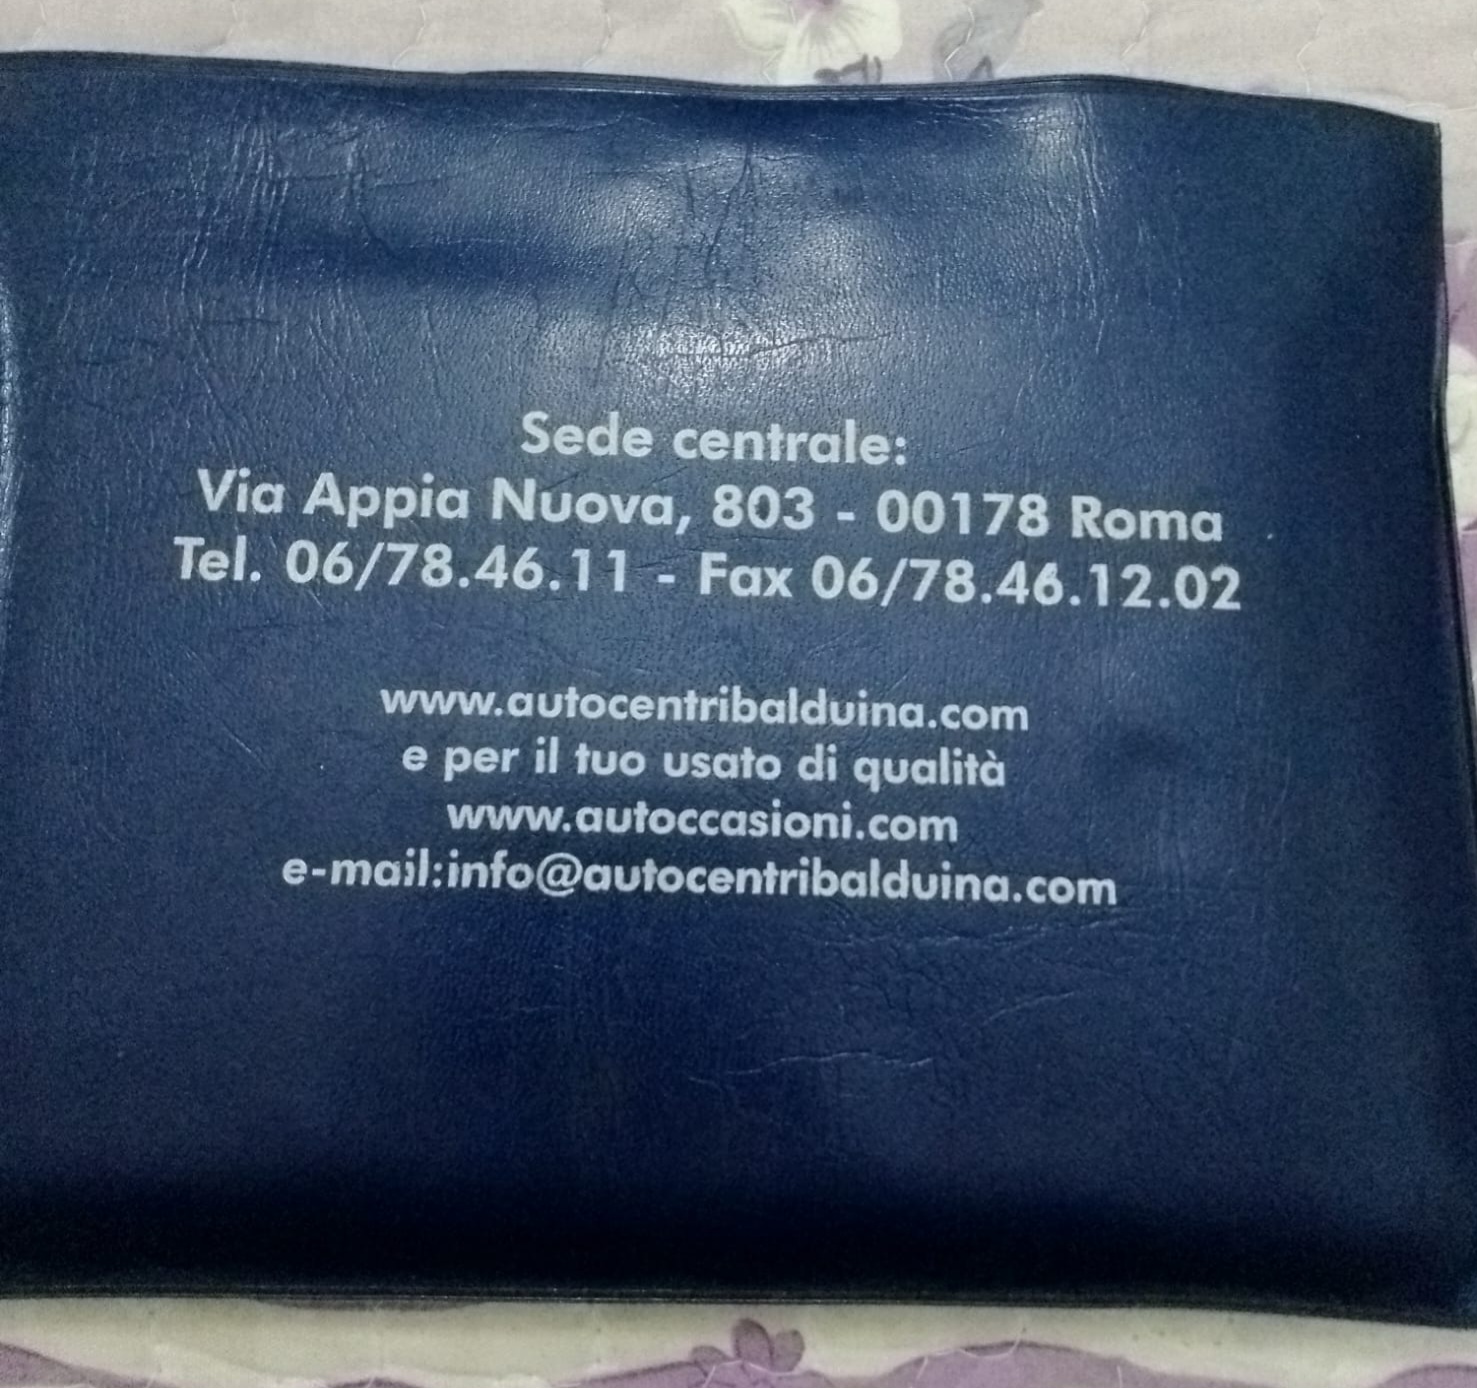 Sede centrale:
Via Appia Nuova, 803 - 00178 Roma
Tel. 06/78.46.11 - Fax 06/78.46.12.02
www.autocentribalduina.com
e per il tuo usato di qualità
www.autoccasioni.com
e-mail:info@autocentribalduina.com